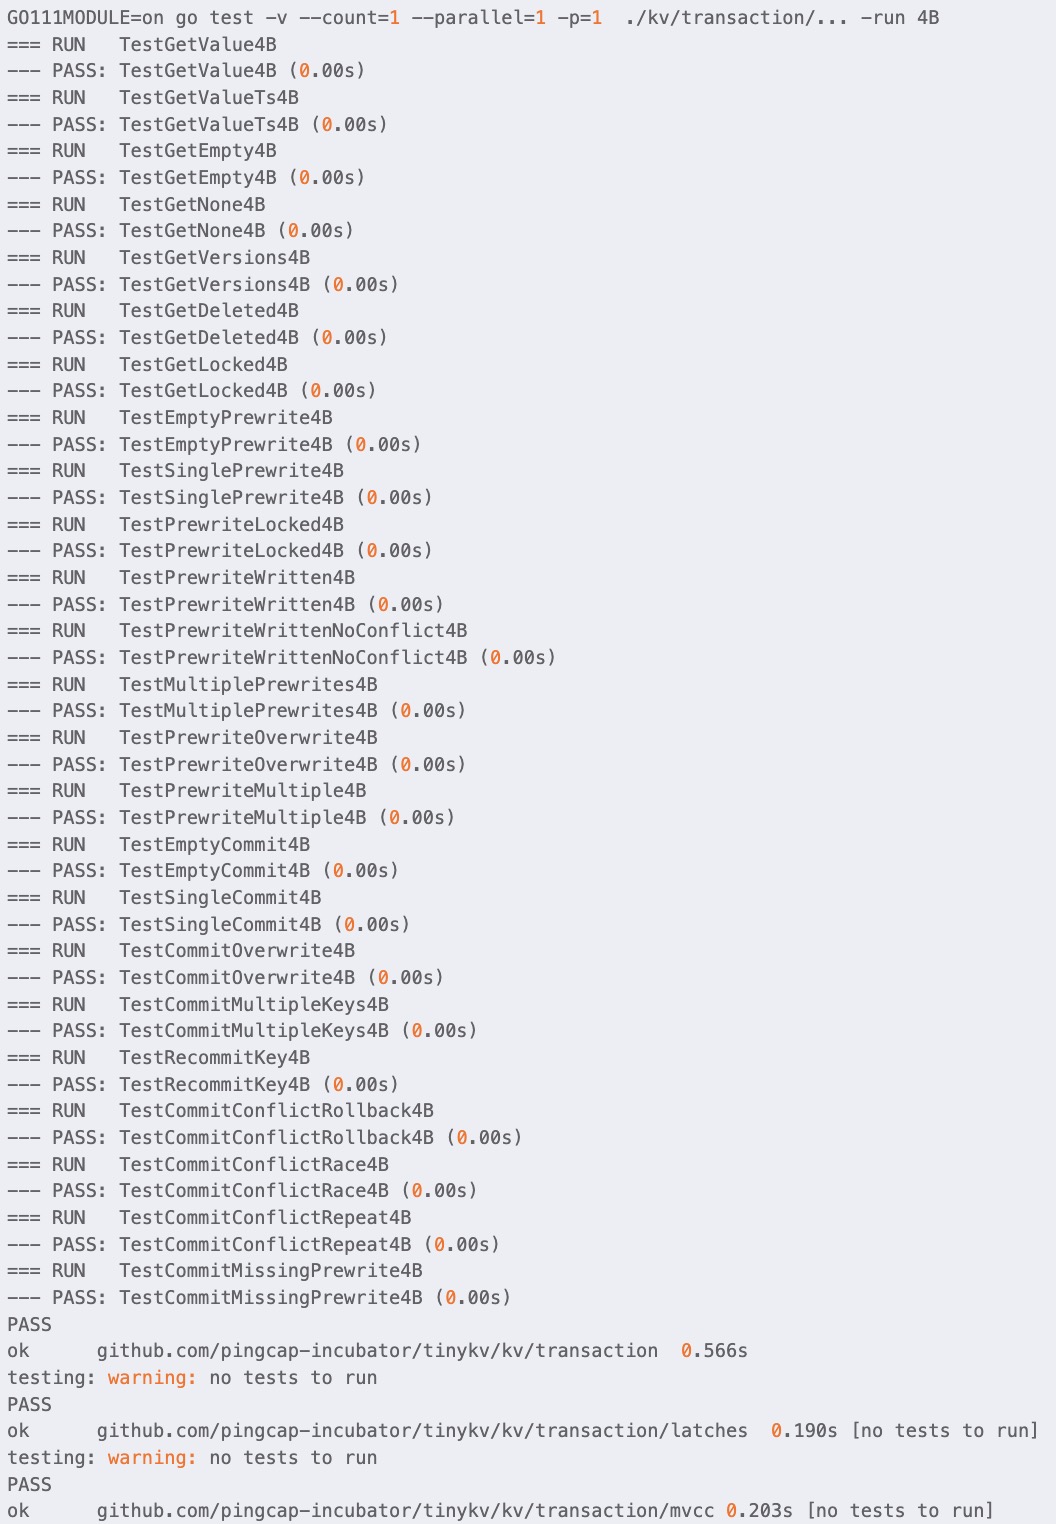 GO111MODULE=on go test -v --count=1 --parallel=1 -p=1  ./kv/transaction/... -run 4B
=== RUN   TestGetValue4B
--- PASS: TestGetValue4B (0.00s)
=== RUN   TestGetValueTs4B
--- PASS: TestGetValueTs4B (0.00s)
=== RUN   TestGetEmpty4B
--- PASS: TestGetEmpty4B (0.00s)
=== RUN   TestGetNone4B
--- PASS: TestGetNone4B (0.00s)
=== RUN   TestGetVersions4B
--- PASS: TestGetVersions4B (0.00s)
=== RUN   TestGetDeleted4B
--- PASS: TestGetDeleted4B (0.00s)
=== RUN   TestGetLocked4B
--- PASS: TestGetLocked4B (0.00s)
=== RUN   TestEmptyPrewrite4B
--- PASS: TestEmptyPrewrite4B (0.00s)
=== RUN   TestSinglePrewrite4B
--- PASS: TestSinglePrewrite4B (0.00s)
=== RUN   TestPrewriteLocked4B
--- PASS: TestPrewriteLocked4B (0.00s)
=== RUN   TestPrewriteWritten4B
--- PASS: TestPrewriteWritten4B (0.00s)
=== RUN   TestPrewriteWrittenNoConflict4B
--- PASS: TestPrewriteWrittenNoConflict4B (0.00s)
=== RUN   TestMultiplePrewrites4B
--- PASS: TestMultiplePrewrites4B (0.00s)
=== RUN   TestPrewriteOverwrite4B
--- PASS: TestPrewriteOverwrite4B (0.00s)
=== RUN   TestPrewriteMultiple4B
--- PASS: TestPrewriteMultiple4B (0.00s)
=== RUN   TestEmptyCommit4B
--- PASS: TestEmptyCommit4B (0.00s)
=== RUN   TestSingleCommit4B
--- PASS: TestSingleCommit4B (0.00s)
=== RUN   TestCommitOverwrite4B
--- PASS: TestCommitOverwrite4B (0.00s)
=== RUN   TestCommitMultipleKeys4B
--- PASS: TestCommitMultipleKeys4B (0.00s)
=== RUN   TestRecommitKey4B
--- PASS: TestRecommitKey4B (0.00s)
=== RUN   TestCommitConflictRollback4B
--- PASS: TestCommitConflictRollback4B (0.00s)
=== RUN   TestCommitConflictRace4B
--- PASS: TestCommitConflictRace4B (0.00s)
=== RUN   TestCommitConflictRepeat4B
--- PASS: TestCommitConflictRepeat4B (0.00s)
=== RUN   TestCommitMissingPrewrite4B
--- PASS: TestCommitMissingPrewrite4B (0.00s)
PASS
ok      github.com/pingcap-incubator/tinykv/kv/transaction  0.566s
testing: warning: no tests to run
PASS
ok      github.com/pingcap-incubator/tinykv/kv/transaction/latches  0.190s [no tests to run]
testing: warning: no tests to run
PASS
ok      github.com/pingcap-incubator/tinykv/kv/transaction/mvcc 0.203s [no tests to run]